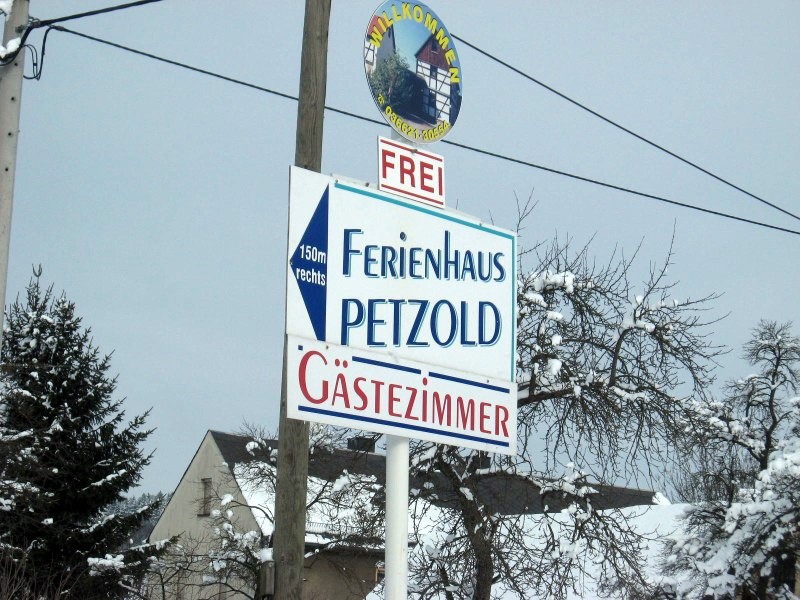 WILLKOMMEN
FREI
150m
rechts
FERIENHAUS
PETZOLD
GÄSTEZIMMER